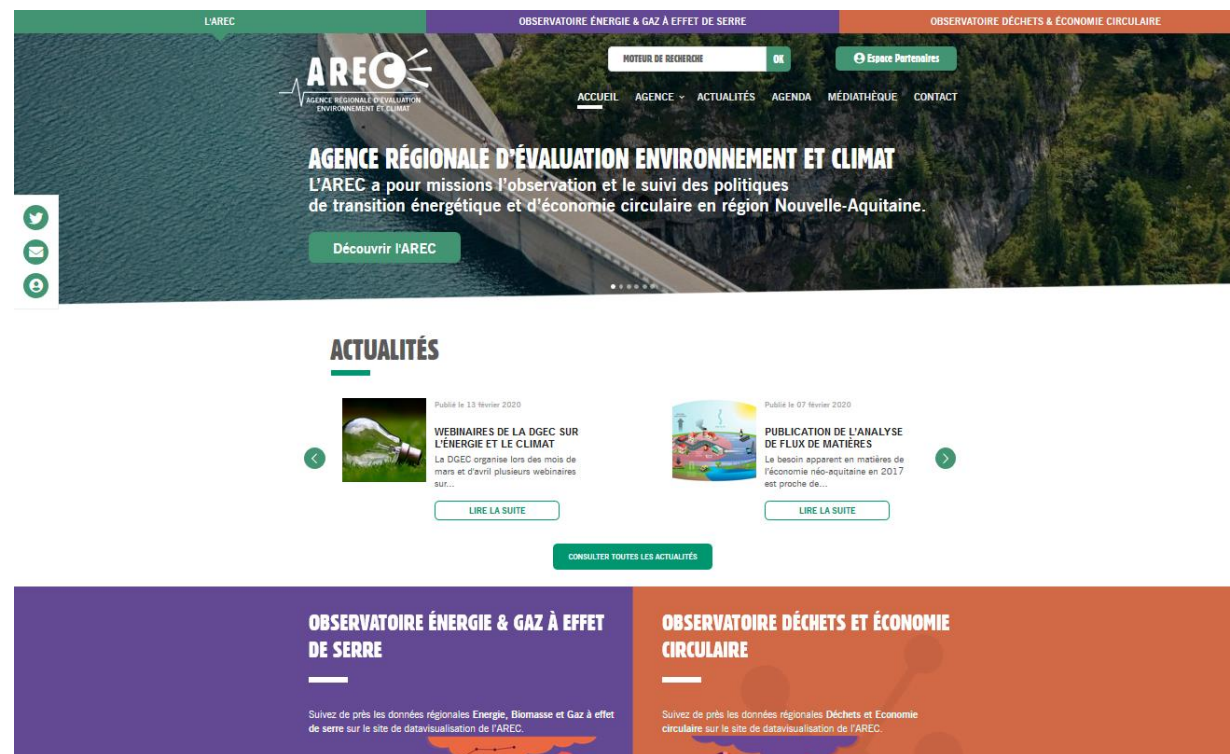 L'AREC
OBSERVATOIRE ÉNERGIE & GAZ À EFFET DE SERRE
OBSERVATOIRE DÉCHETS & ÉCONOMIE CIRCULAIRE
AREC
AGENCE RÉGIONALE D'ÉVALUATION
ENVIRONNEMENT ET CLIMAT
MOTEUR DE RECHERCHE
OK
Espace Partenaires
ACCUEIL
AGENCE
ACTUALITÉS
AGENDA
MÉDIATHÈQUE
CONTACT
AGENCE RÉGIONALE D'ÉVALUATION ENVIRONNEMENT ET CLIMAT
L'AREC a pour missions l'observation et le suivi des politiques
de transition énergétique et d'économie circulaire en région Nouvelle-Aquitaine.
Découvrir l'AREC
ACTUALITÉS
Publié le 13 février 2020
WEBINAIRES DE LA DGEC SUR
L'ÉNERGIE ET LE CLIMAT
La DGEC organise lors des mois de
mars et d'avril plusieurs webinaires
sur...
LIRE LA SUITE
Publié le 07 février 2020
PUBLICATION DE L'ANALYSE
DE FLUX DE MATIÈRES
Le besoin apparent en matières de
l'économie néo-aquitaine en 2017
est proche de...
LIRE LA SUITE
CONSULTER TOUTES LES ACTUALITÉS
OBSERVATOIRE ÉNERGIE & GAZ À EFFET
DE SERRE
Suivez de près les données régionales Energie, Biomasse et Gaz à effet
de serre sur le site de datavisualisation de l'AREC.
OBSERVATOIRE DÉCHETS ET ÉCONOMIE
CIRCULAIRE
Suivez de près les données régionales Déchets et Economie
circulaire sur le site de datavisualisation de l'AREC.